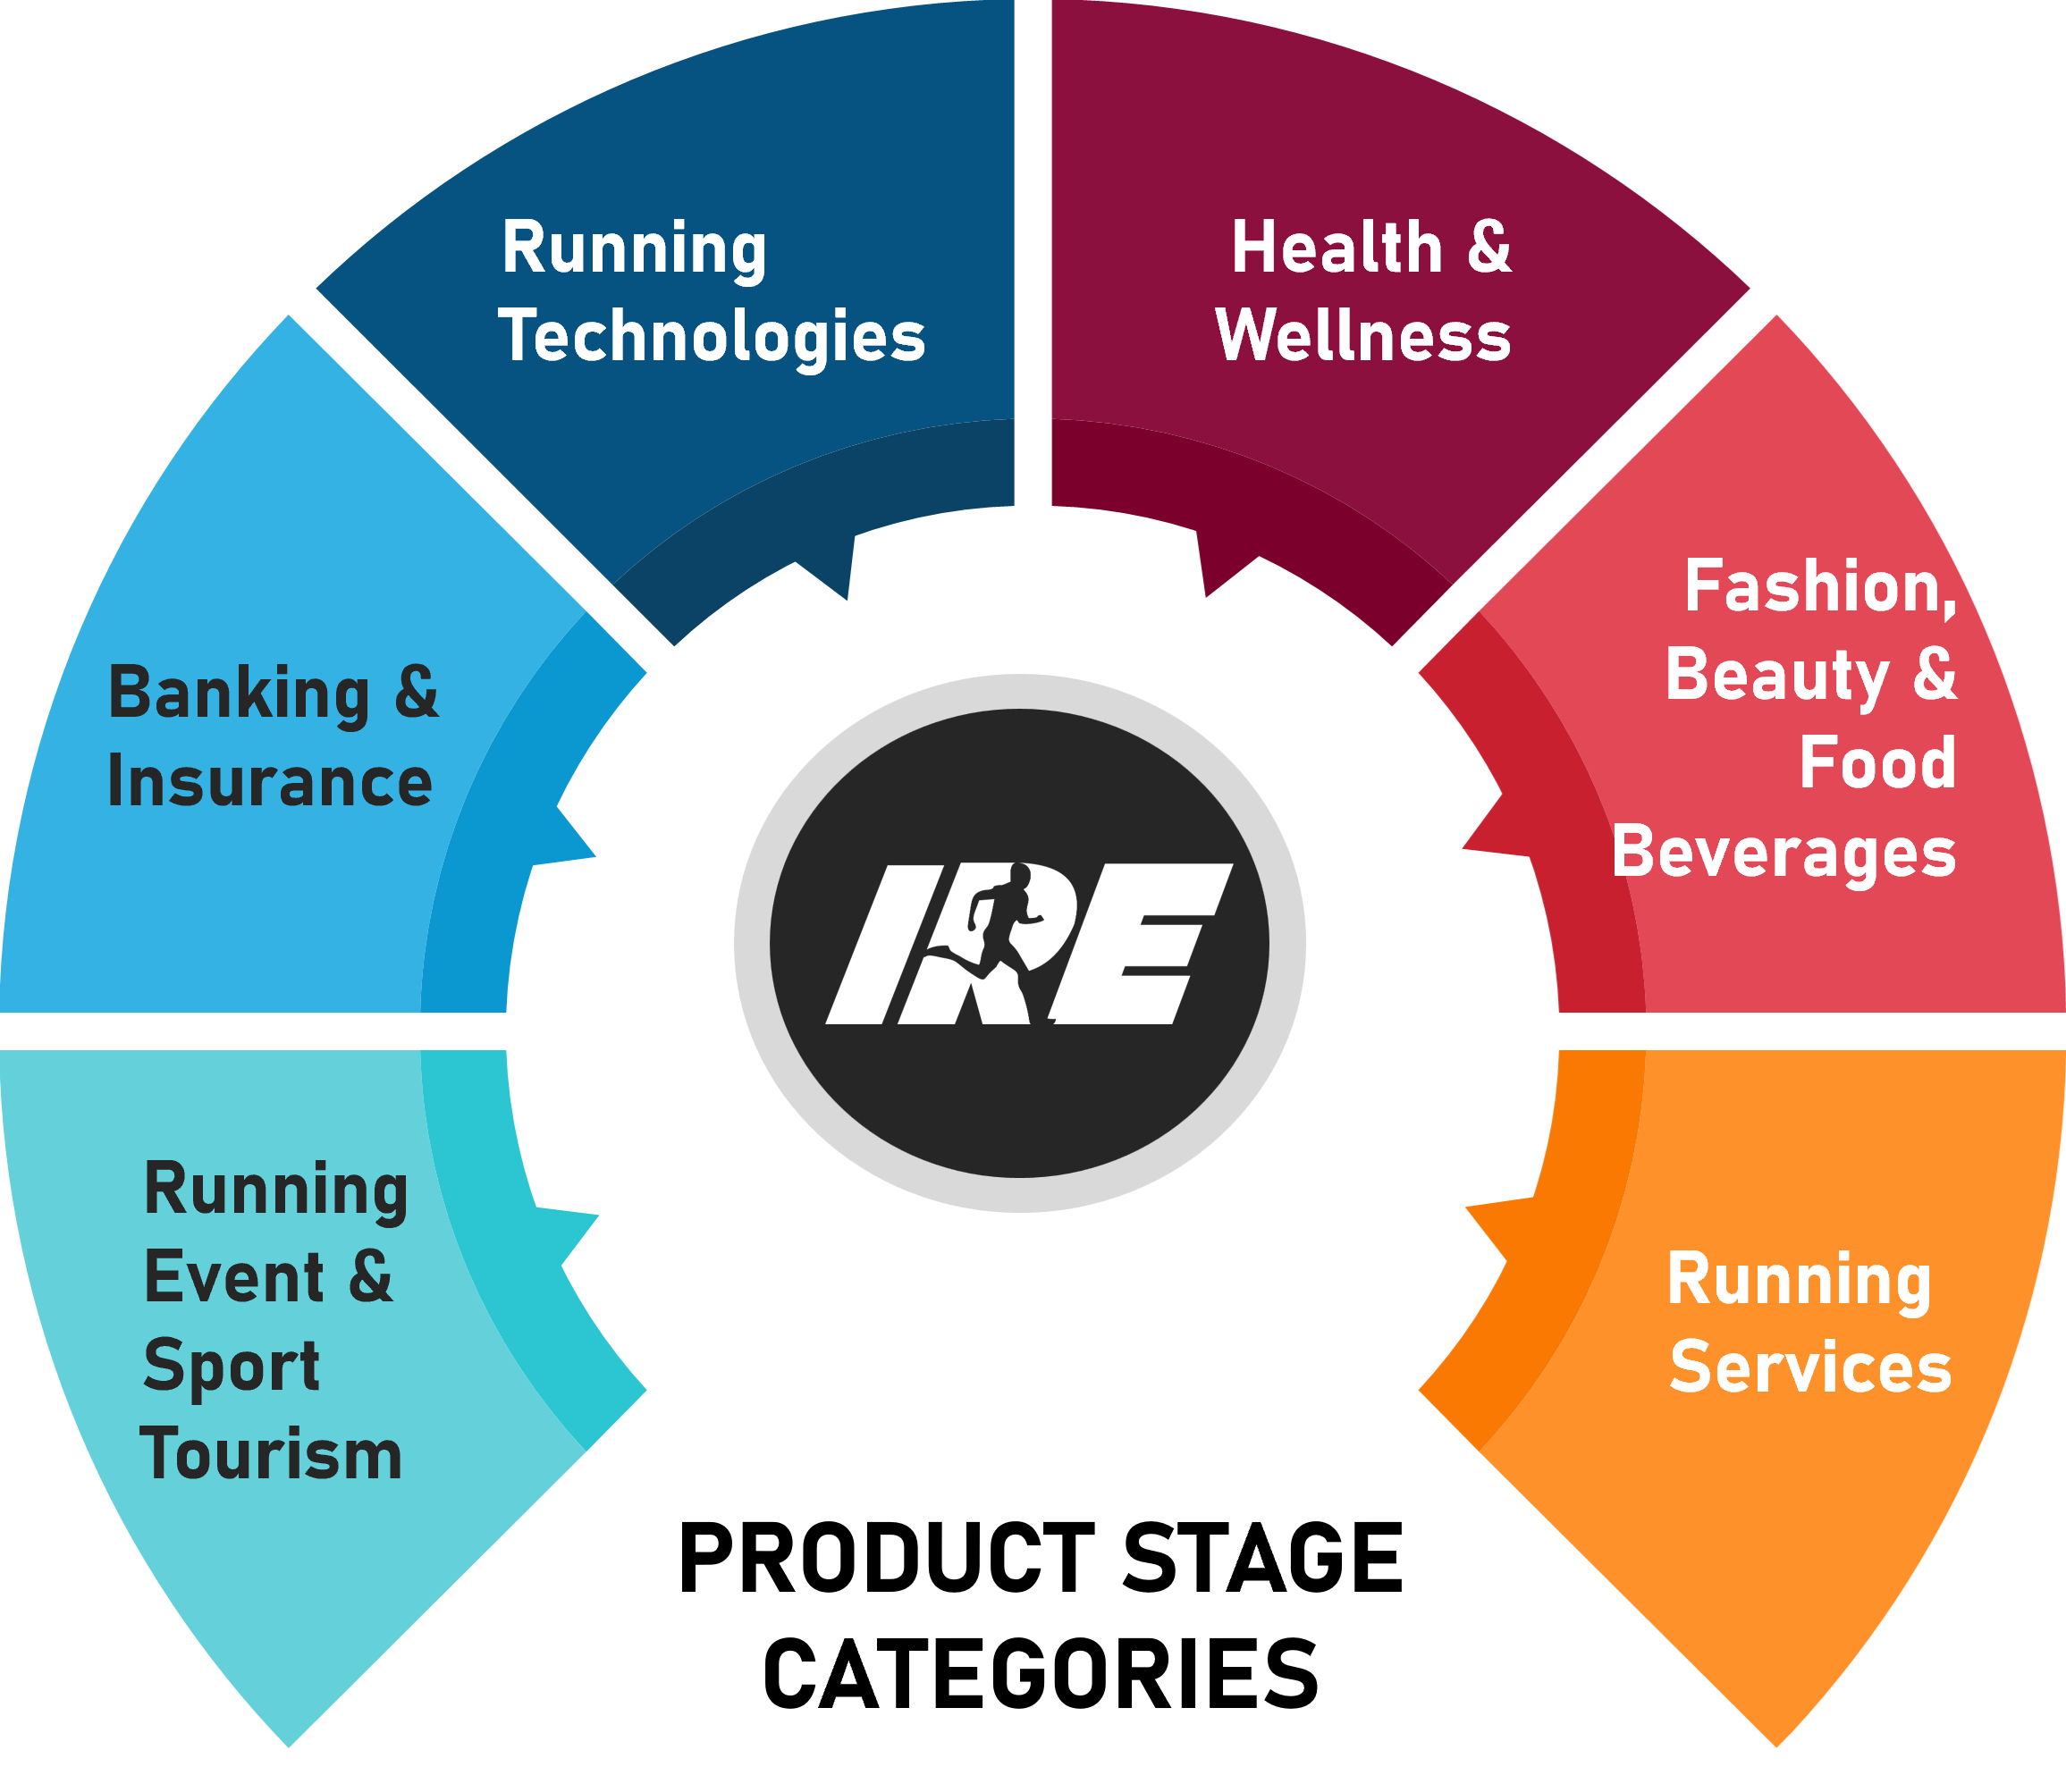 Running
Technologies
Health &
Wellness
Fashion,
Beauty &
Food
Beverages
Banking &
Insurance
IRE
Running
Event &
Sport
Tourism
Running
Services
PRODUCT STAGE
CATEGORIES